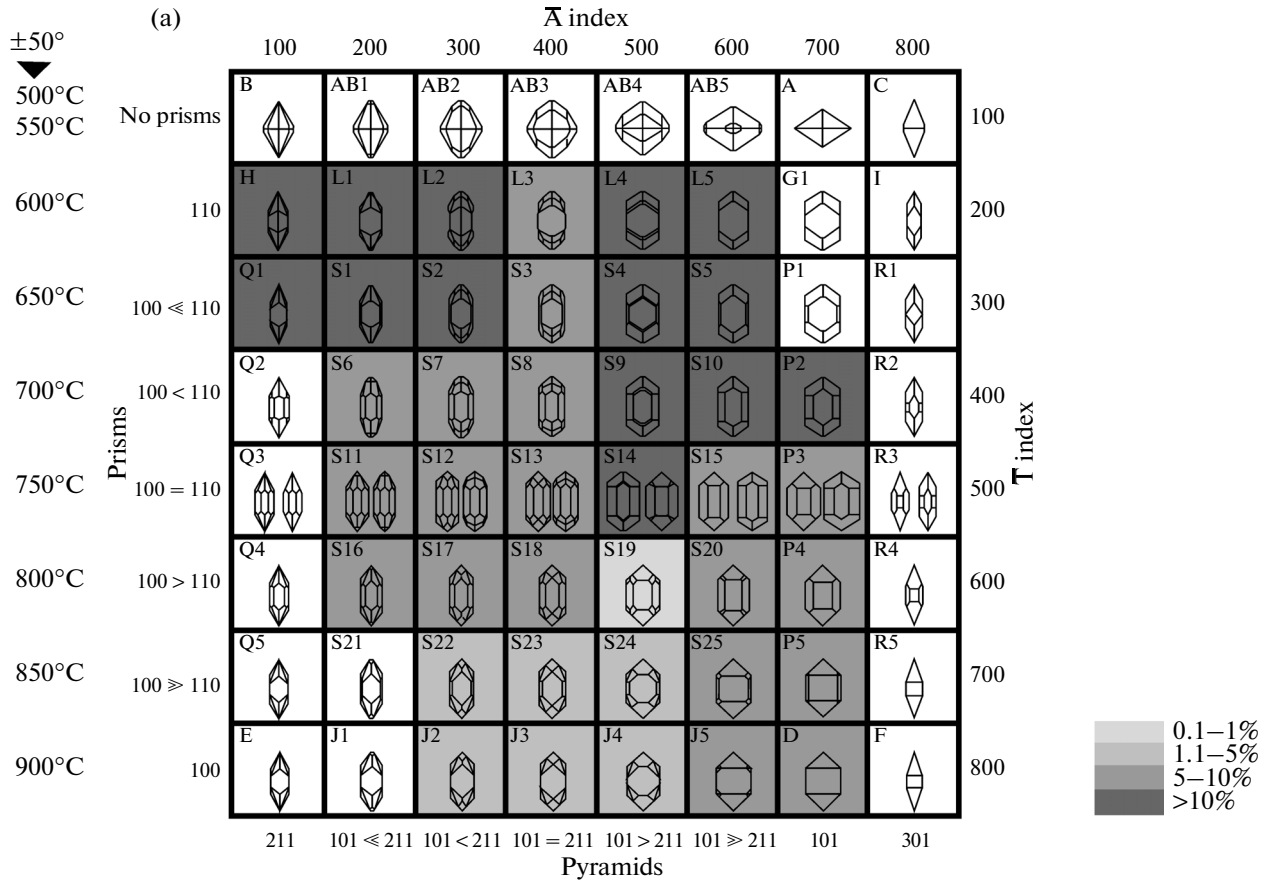 (a)
A̅ index
±50° 100 200 300 400 500 600 700 800
500°C
550°C
No prisms B AB1 AB2 AB3 AB4 AB5 A C 100
600°C 110 H L1 L2 L3 L4 L5 G1 I 200
650°C 100 ≪ 110 Q1 S1 S2 S3 S4 S5 P1 R1 300
700°C 100 < 110 Q2 S6 S7 S8 S9 S10 P2 R2 400
Prisms
T̅ index
750°C 100 = 110 Q3 S11 S12 S13 S14 S15 P3 R3 500
800°C 100 > 110 Q4 S16 S17 S18 S19 S20 P4 R4 600
850°C 100 ⪢ 110 Q5 S21 S22 S23 S24 S25 P5 R5 700
900°C 100 E J1 J2 J3 J4 J5 D F 800
211 101 ≪ 211 101 < 211 101 = 211 101 > 211 101 ⪢ 211 101 301
Pyramids
0.1–1%
1.1–5%
5–10%
>10%